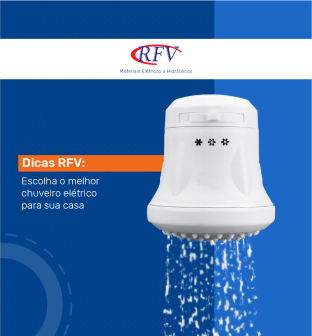 RFV
Materiais Elétricos e Hidráulicos
Dicas RFV:
Escolha o melhor
chuveiro elétrico
para sua casa